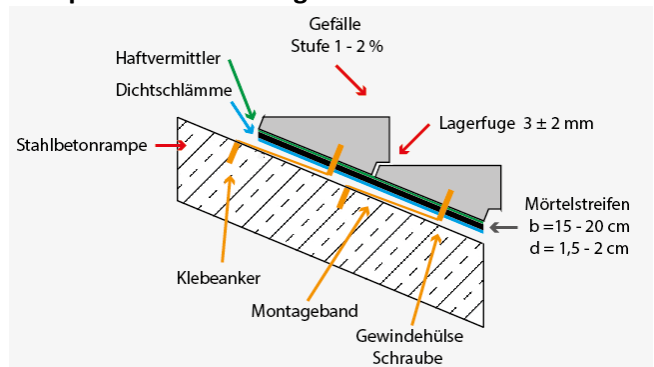 Gefälle
Stufe 1 - 2 %
Haftvermittler
Dichtschlämme
Lagerfuge 3 ± 2 mm
Stahlbetonrampe
Mörtelstreifen
b =15 - 20 cm
d = 1,5 - 2 cm
Klebeanker
Montageband
Gewindehülse
Schraube